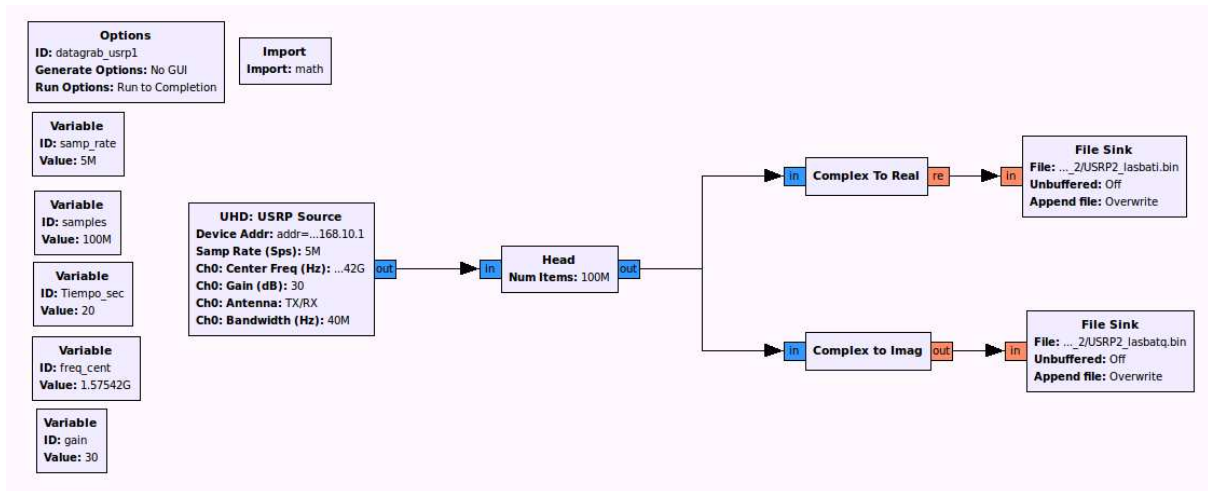 Options
ID: datagrab_usrp1
Generate Options: No GUI
Run Options: Run to Completion
Import
Import: math
Variable
ID: samp_rate
Value: 5M
Variable
ID: samples
Value: 100M
Variable
ID: Tiempo_sec
Value: 20
Variable
ID: freq_cent
Value: 1.57542G
Variable
ID: gain
Value: 30
UHD: USRP Source
Device Addr: addr=...168.10.1
Samp Rate (Sps): 5M
Ch0: Center Freq (Hz): ...42G
Ch0: Gain (dB): 30
Ch0: Antenna: TX/RX
Ch0: Bandwidth (Hz): 40M
out
in
Head
Num Items: 100M
out
in
Complex To Real
re
in
File Sink
File: ..._2/USRP2_lasbati.bin
Unbuffered: Off
Append file: Overwrite
in
Complex to Imag
out
in
File Sink
File: ..._2/USRP2_lasbatq.bin
Unbuffered: Off
Append file: Overwrite